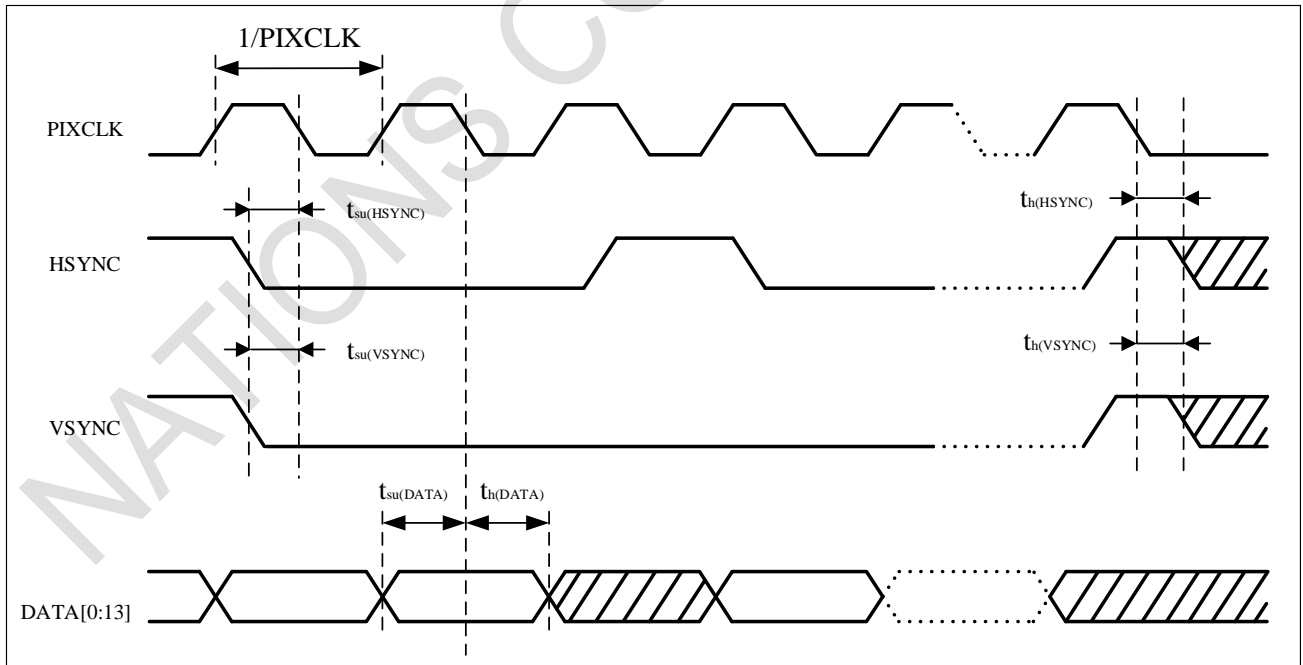 1/PIXCLK
PIXCLK
tsu(HSYNC)
th(HSYNC)
HSYNC
tsu(VSYNC)
th(VSYNC)
VSYNC
tsu(DATA) th(DATA)
DATA[0:13]
NATIONS CO